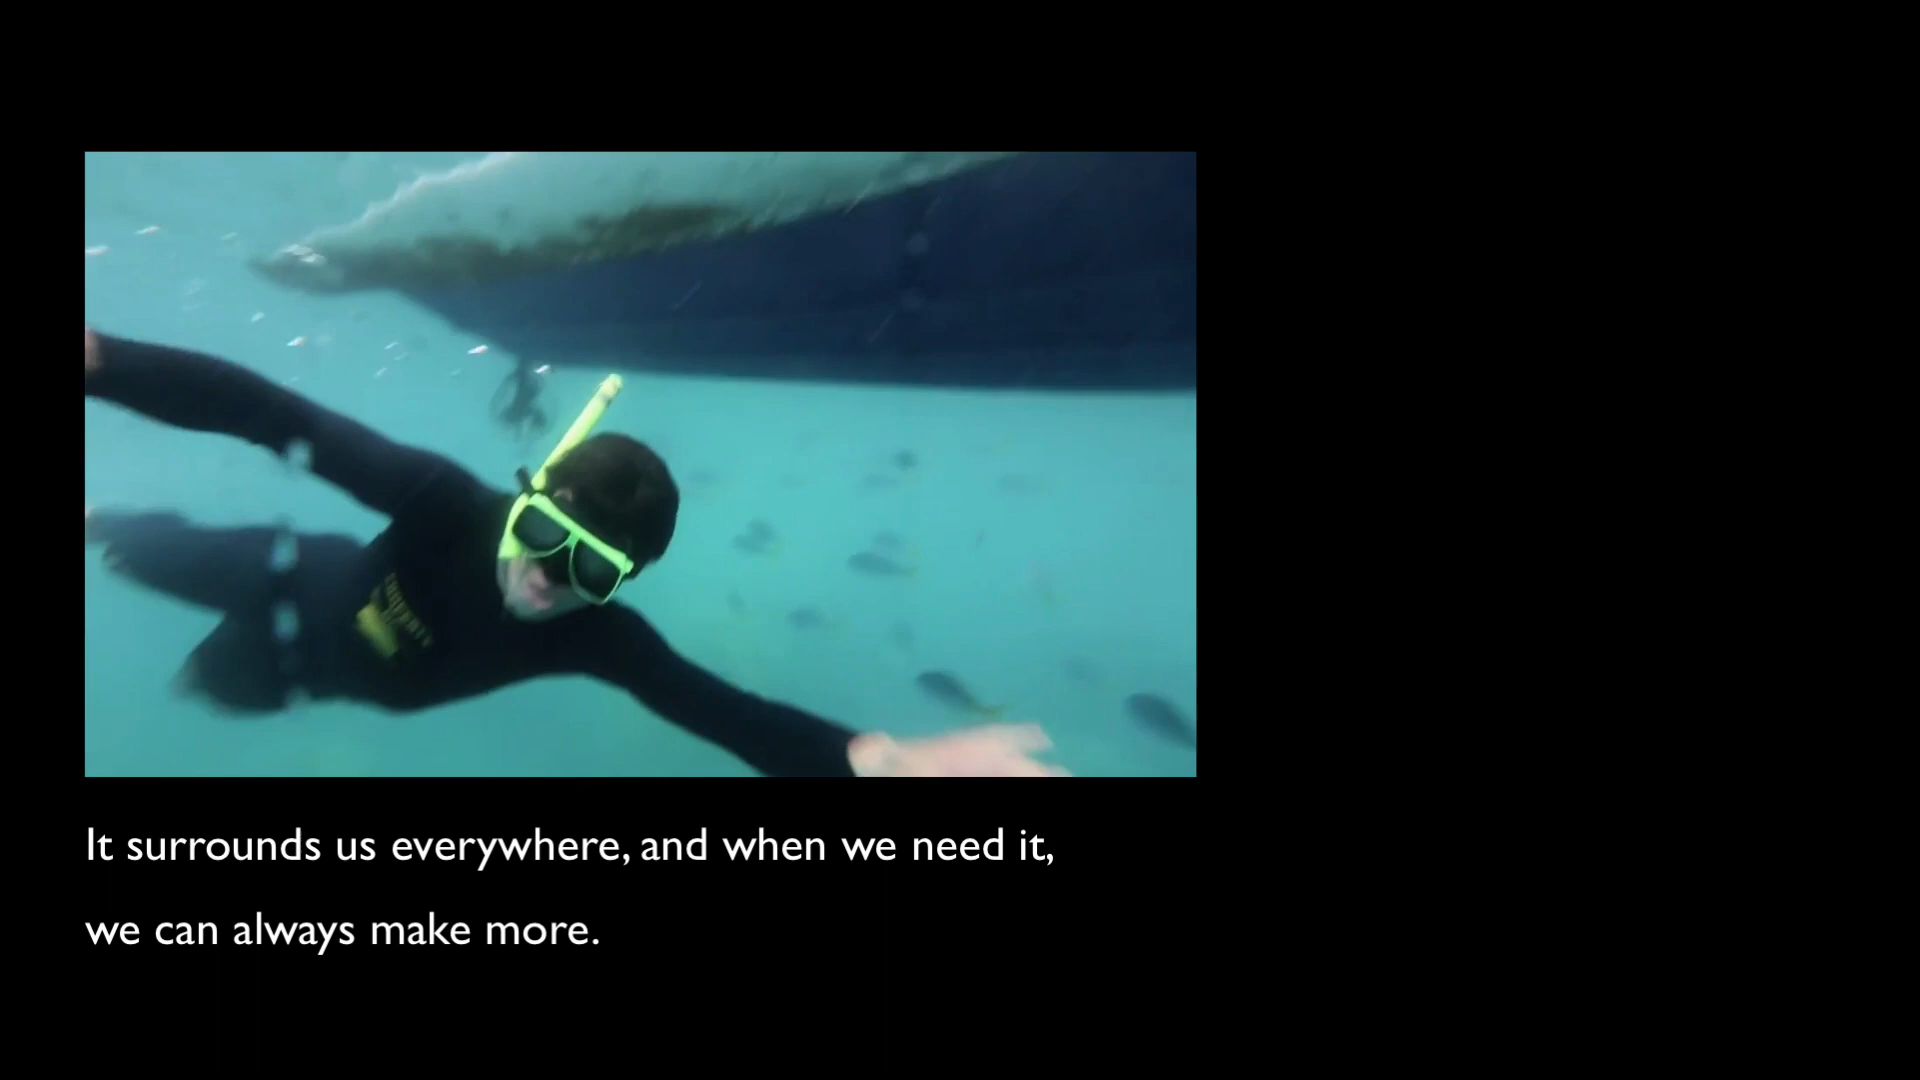 It surrounds us everywhere, and when we need it,
we can always make more.